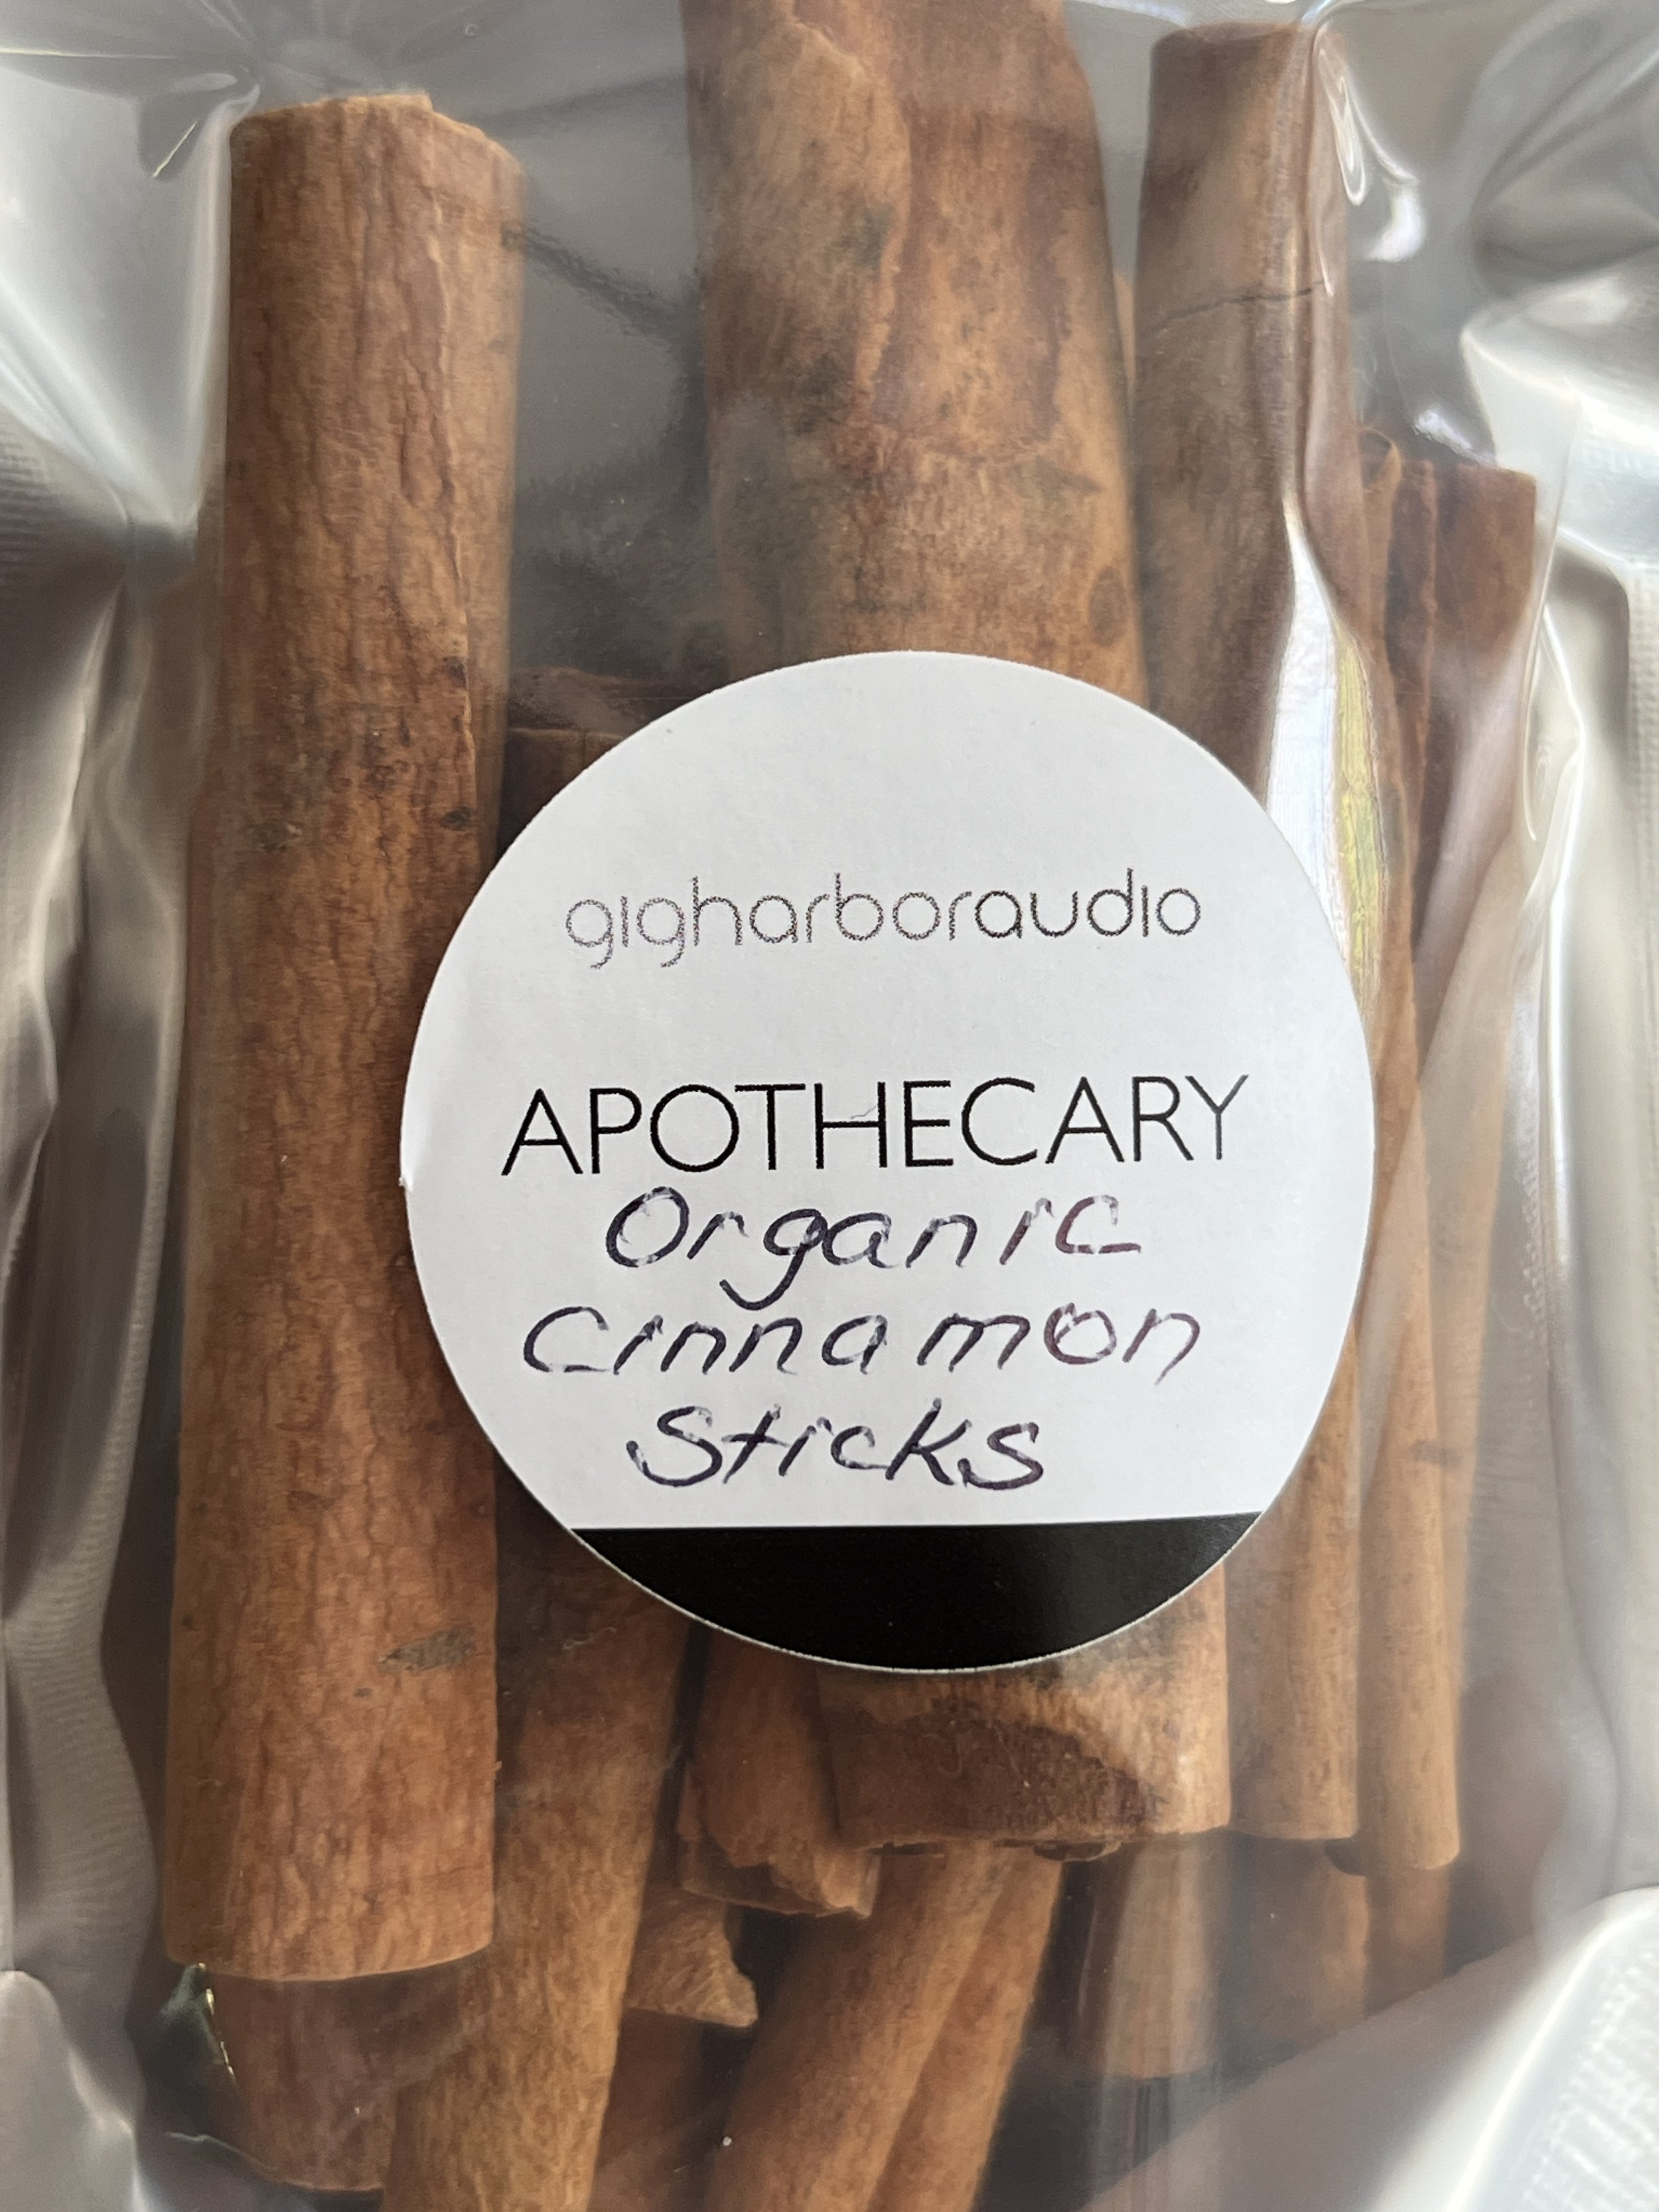 gigharboraudio
APOTHECARY
Organic
Cinnamon
Sticks